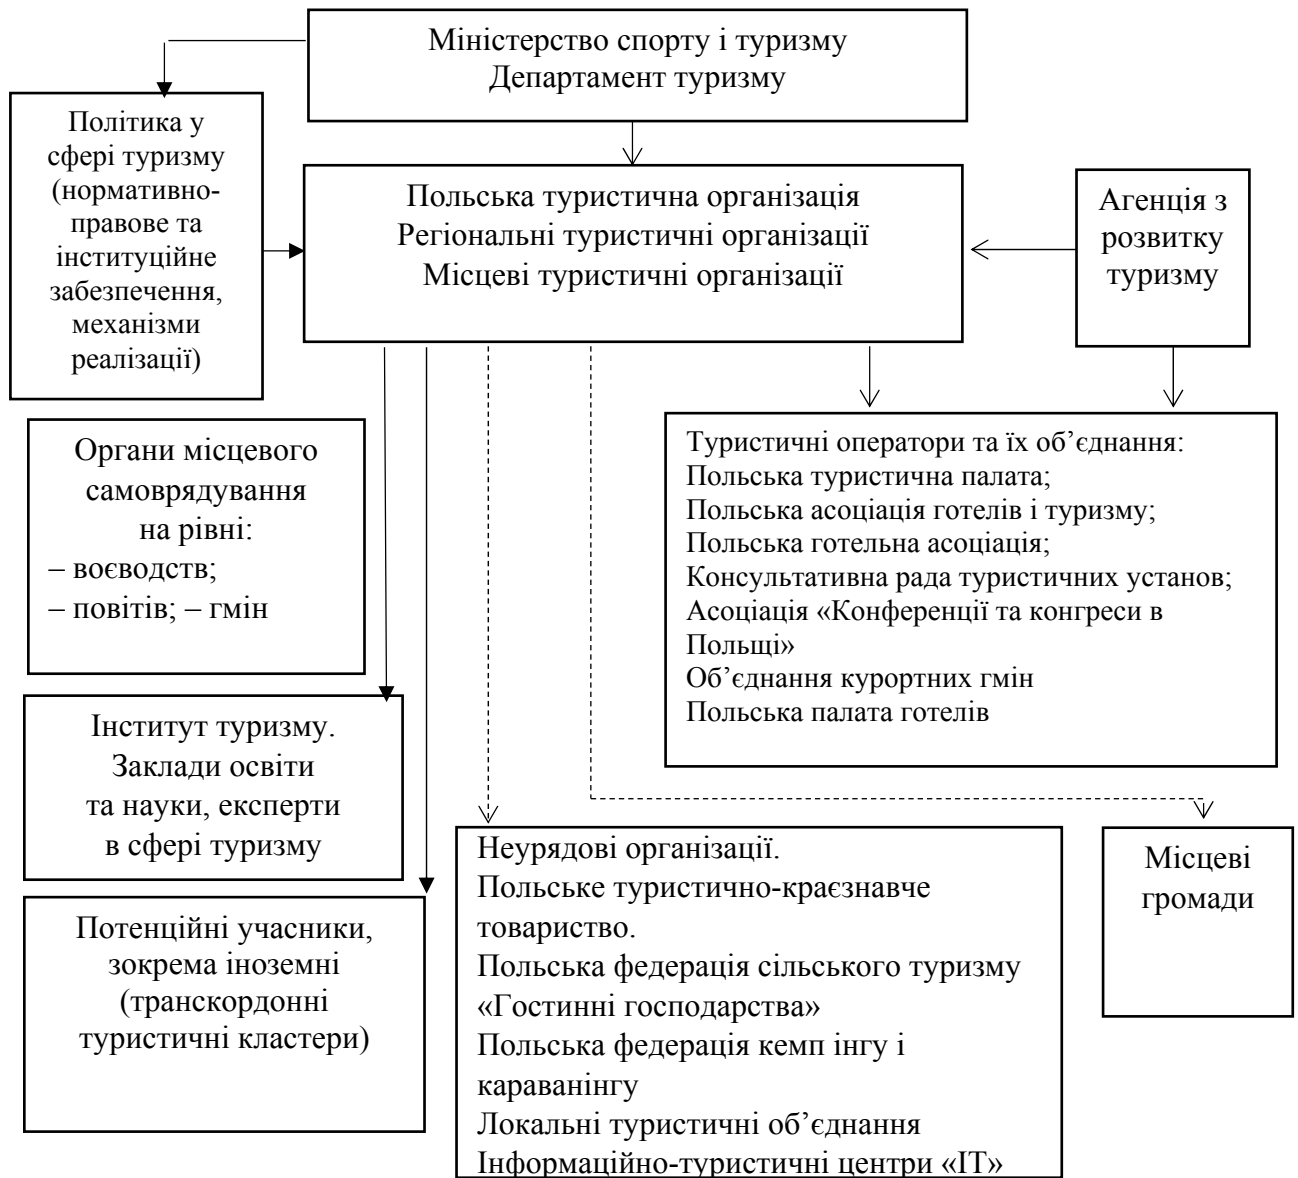 Міністерство спорту і туризму
Департамент туризму
Політика у
сфері туризму
(нормативно-
правове та
інституційне
забезпечення,
механізми
реалізації)
Польська туристична організація
Регіональні туристичні організації
Місцеві туристичні організації
Агенція з
розвитку
туризму
Органи місцевого
самоврядування
на рівні:
– воєводств;
– повітів; – гмін
Туристичні оператори та їх об’єднання:
Польська туристична палата;
Польська асоціація готелів і туризму;
Польська готельна асоціація;
Консультативна рада туристичних установ;
Асоціація «Конференції та конгреси в
Польщі»
Об’єднання курортних гмін
Польська палата готелів
Інститут туризму.
Заклади освіти
та науки, експерти
в сфері туризму
Потенційні учасники,
зокрема іноземні
(транскордонні
туристичні кластери)
Неурядові організації.
Польське туристично-краєзнавче
товариство.
Польська федерація сільського туризму
«Гостинні господарства»
Польська федерація кемп інгу і
караванінгу
Локальні туристичні об’єднання
Інформаційно-туристичні центри «ІТ»
Місцеві
громади